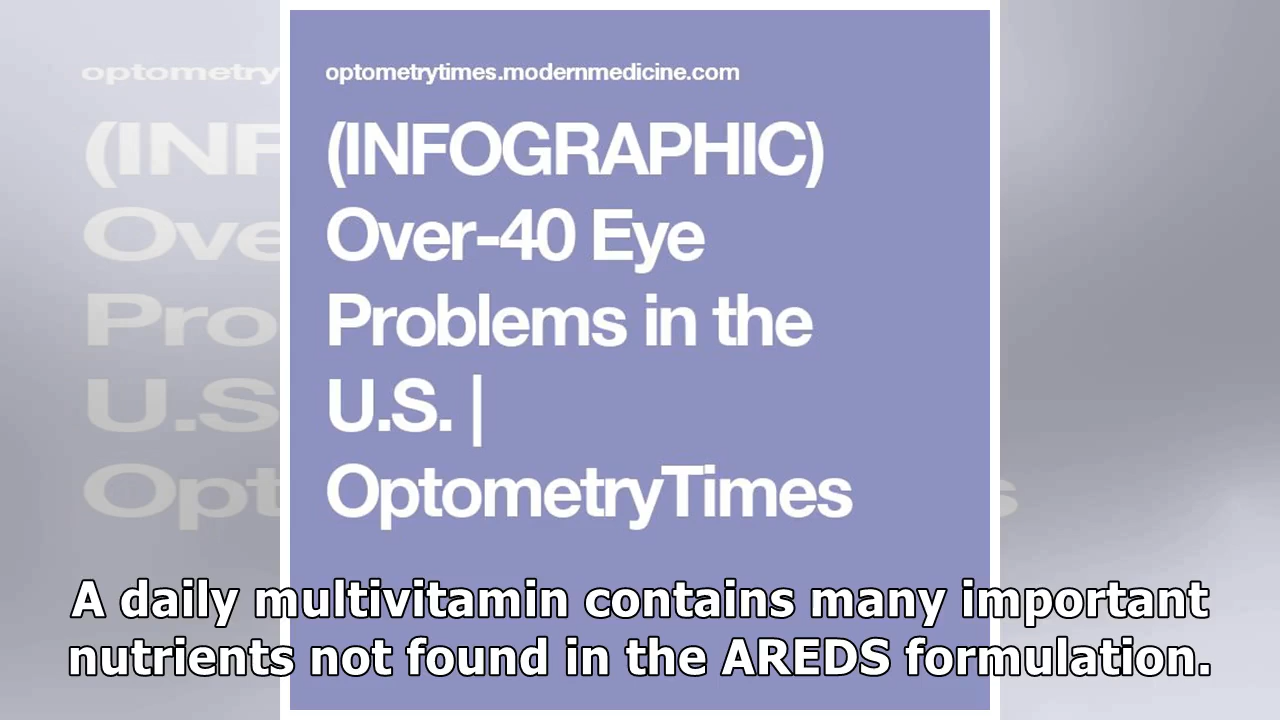 optometrytimes.modernmedicine.com
(INFOGRAPHIC)
Over-40 Eye
Problems in the
U.S. |
OptometryTimes
A daily multivitamin contains many important
nutrients not found in the AREDS formulation.